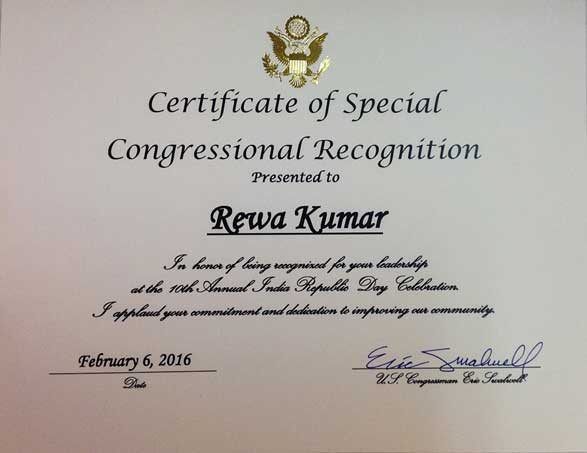 Certificate of Special
Congressional Recognition
Presented to
Rewa Kumar
In honor of being recognized for your leadership
at the 10th Annual India Republic Day Celebration.
I applaud your commitment and dedication to improving our community.
Eric Swalwell
February 6, 2016
Date
U.S. Congressman Eric Swalwell